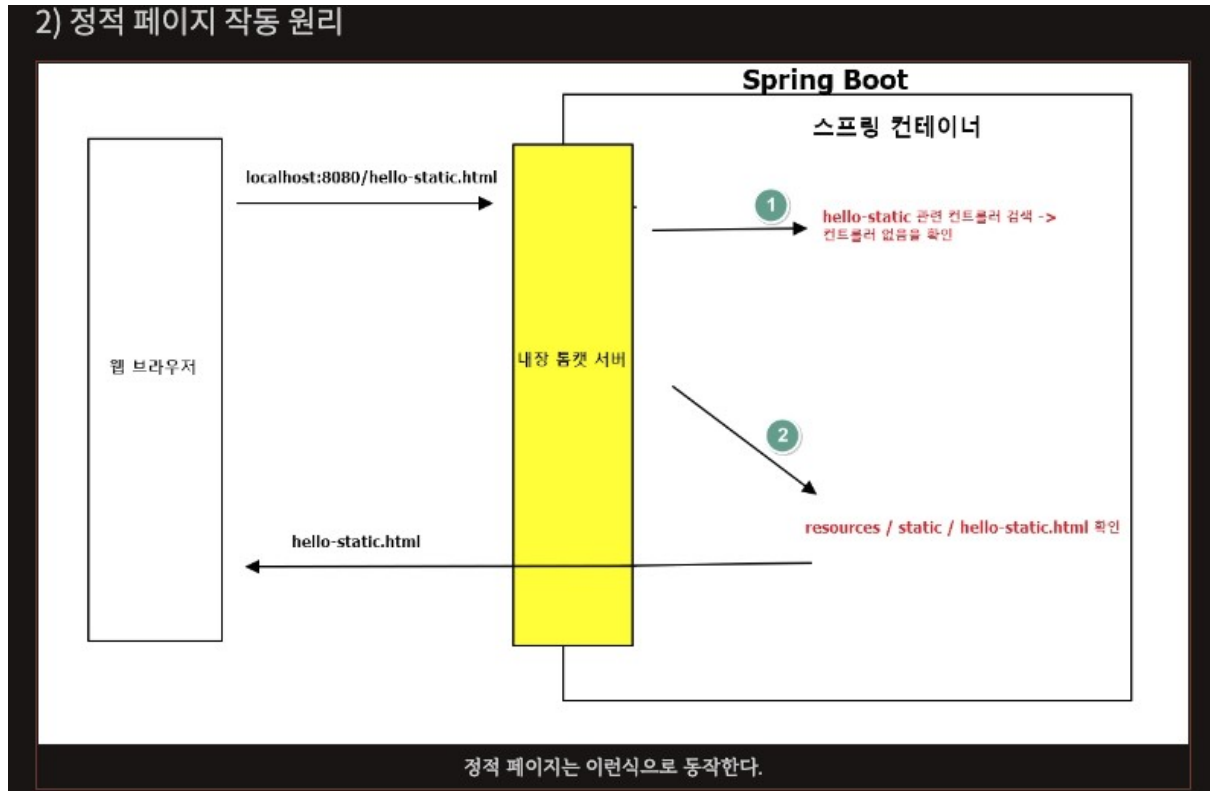 2) 정적 페이지 작동 원리
Spring Boot
스프링 컨테이너
localhost:8080/hello-static.html
1
hello-static 관련 컨트롤러 검색 ->
컨트롤러 없음을 확인
웹 브라우저
내장 톰캣 서버
2
resources / static / hello-static.html 확인
hello-static.html
정적 페이지는 이런식으로 동작한다.